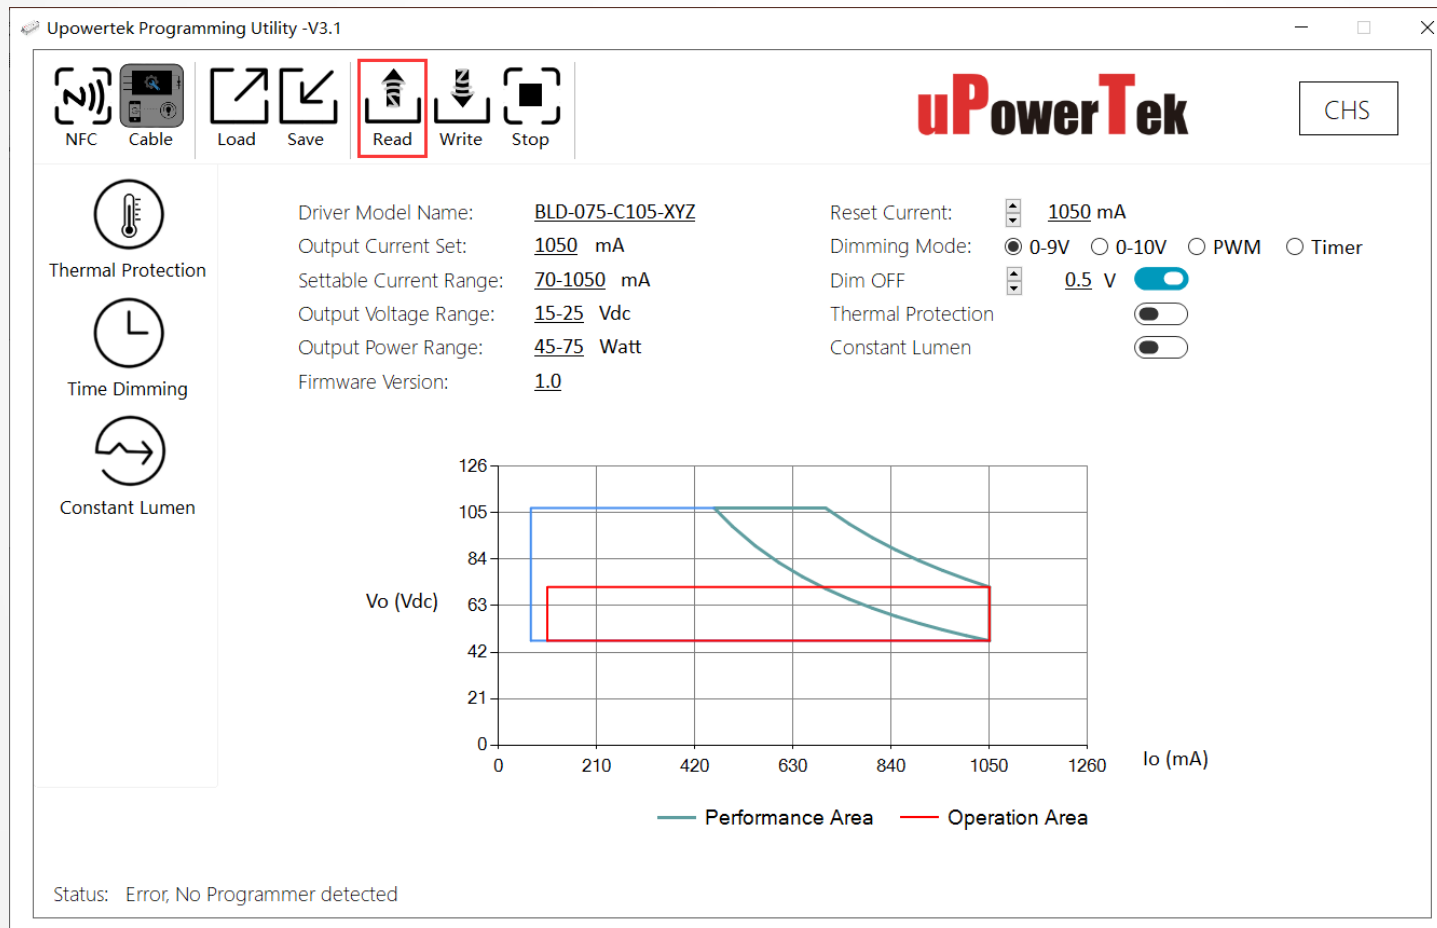 Upowertek Programming Utility -V3.1
NFC Cable Load Save Read Write Stop
uPowerTek
CHS
Thermal Protection
Time Dimming
Constant Lumen
Driver Model Name: BLD-075-C105-XYZ
Output Current Set: 1050 mA
Settable Current Range: 70-1050 mA
Output Voltage Range: 15-25 Vdc
Output Power Range: 45-75 Watt
Firmware Version: 1.0
Reset Current: 1050 mA
Dimming Mode: 0-9V 0-10V PWM Timer
Dim OFF 0.5 V
Thermal Protection
Constant Lumen
126
105
84
Vo (Vdc) 63
42
21
0
0 210 420 630 840 1050 1260 Io (mA)
Performance Area Operation Area
Status: Error, No Programmer detected